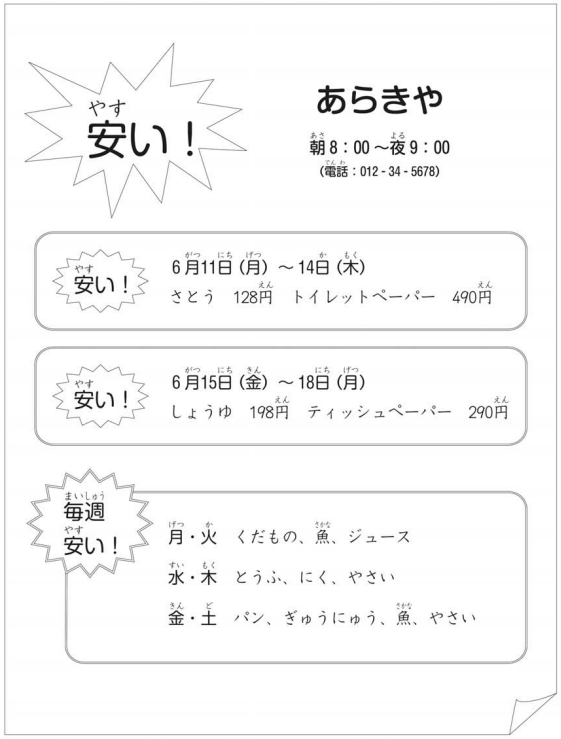 やす
安い！
あらきや
あさ よる
朝8：00～夜9：00
でんわ
（電話：012 - 34 - 5678）
やす
安い！
がつ にち げつ か もく
6月11日（月）～14日（木）
えん えん
さとう 128円 トイレットペーパー 490円
やす
安い！
がつ にち きん にち げつ
6月15日（金）～18日（月）
えん えん
しょうゆ 198円 ティッシュペーパー 290円
まいしゅう
毎週
やす
安い！
げつ か さかな
月・火 くだもの、魚、ジュース
すい もく
水・木 とうふ、にく、やさい
きん ど さかな
金・土 パン、ぎゅうにゅう、魚、やさい